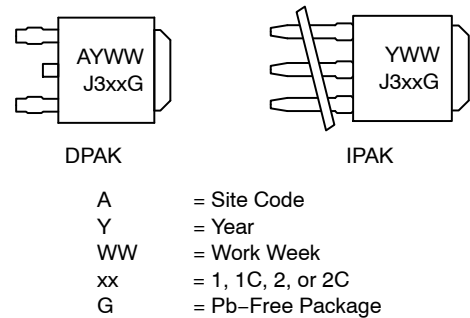 AYWW
J3xxG
YWW
J3xxG
DPAK
IPAK
A = Site Code
Y = Year
WW = Work Week
xx = 1, 1C, 2, or 2C
G = Pb−Free Package